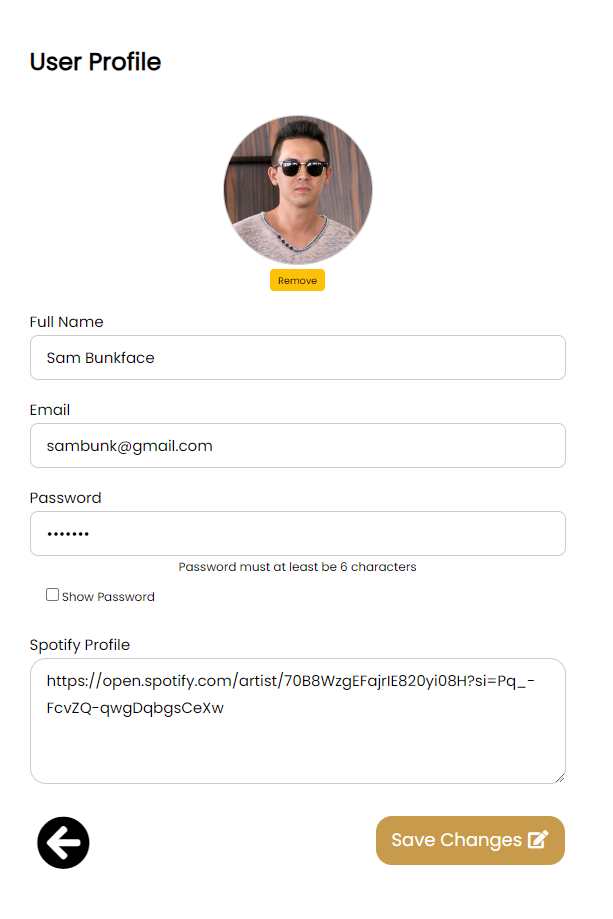 User Profile
Remove
Full Name
Sam Bunkface
Email
sambunk@gmail.com
Password
•••••••
Password must at least be 6 characters
Show Password
Spotify Profile
https://open.spotify.com/artist/70B8WzgEFajrIE820yi08H?si=Pq_-
FcvZQ-qwgDqbgsCeXw
Save Changes